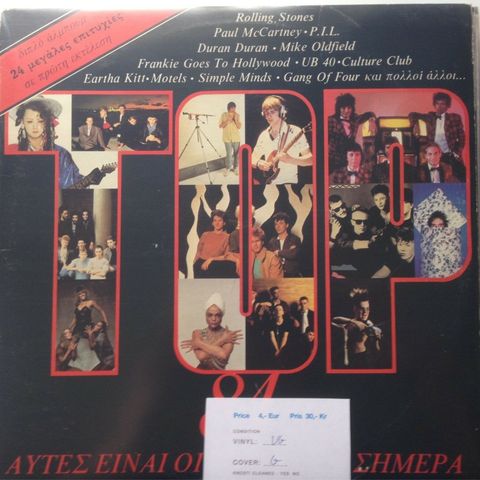 διπλό άλμπουμ
24 μεγάλες επιτυχίες
σε πρώτη εκτέλεση
Rolling Stones
Paul McCartney • P.I.L.
Duran Duran • Mike Oldfield
Frankie Goes To Hollywood • UB 40 • Culture Club
Eartha Kitt • Motels • Simple Minds • Gang Of Four και πολλοί άλλοι...
TOP
84
Price 4,- Eur Pris 30,- Kr
CONDITION
VINYL: VG
COVER: G
ΑΥΤΕΣ ΕΙΝΑΙ ΟΙ ΣΗΜΕΡΑ